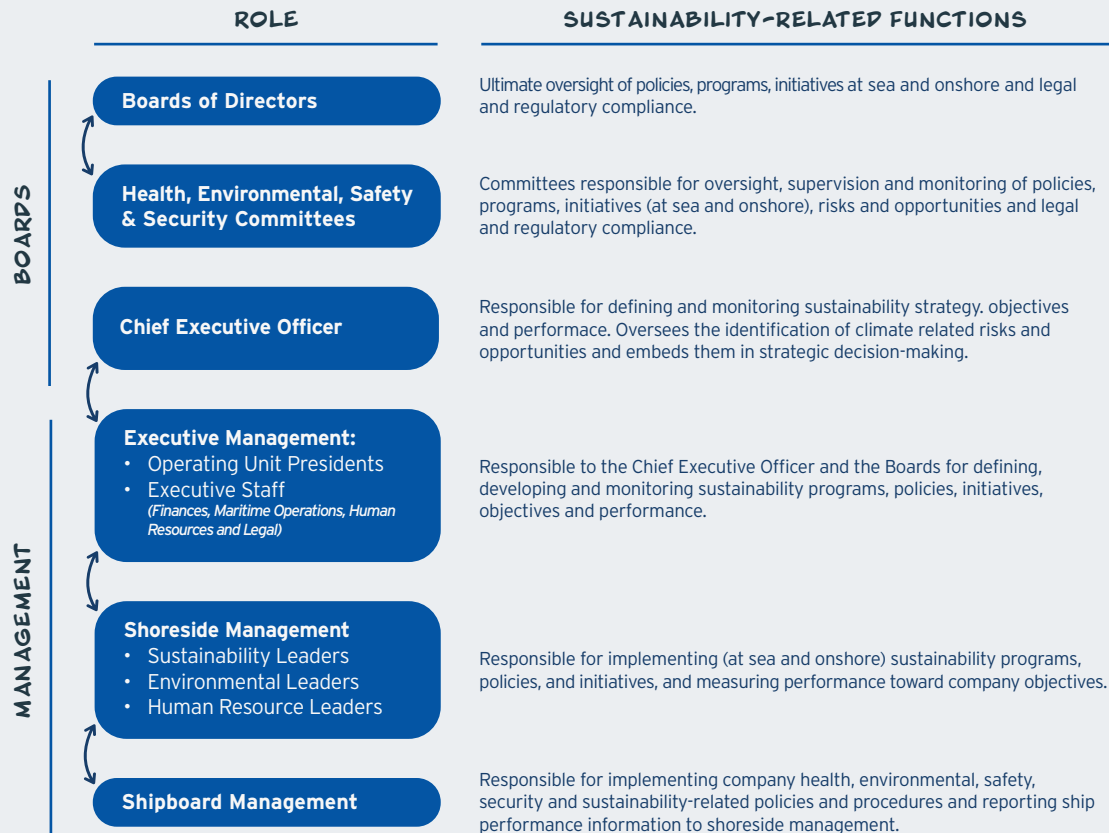 ROLE
SUSTAINABILITY-RELATED FUNCTIONS
BOARDS
Boards of Directors
Ultimate oversight of policies, programs, initiatives at sea and onshore and legal
and regulatory compliance.
Health, Environmental, Safety
& Security Committees
Committees responsible for oversight, supervision and monitoring of policies,
programs, initiatives (at sea and onshore), risks and opportunities and legal
and regulatory compliance.
Chief Executive Officer
Responsible for defining and monitoring sustainability strategy. objectives
and performace. Oversees the identification of climate related risks and
opportunities and embeds them in strategic decision-making.
MANAGEMENT
Executive Management:
• Operating Unit Presidents
• Executive Staff
(Finances, Maritime Operations, Human
Resources and Legal)
Responsible to the Chief Executive Officer and the Boards for defining,
developing and monitoring sustainability programs, policies, initiatives,
objectives and performance.
Shoreside Management
• Sustainability Leaders
• Environmental Leaders
• Human Resource Leaders
Responsible for implementing (at sea and onshore) sustainability programs,
policies, and initiatives, and measuring performance toward company objectives.
Shipboard Management
Responsible for implementing company health, environmental, safety,
security and sustainability-related policies and procedures and reporting ship
performance information to shoreside management.